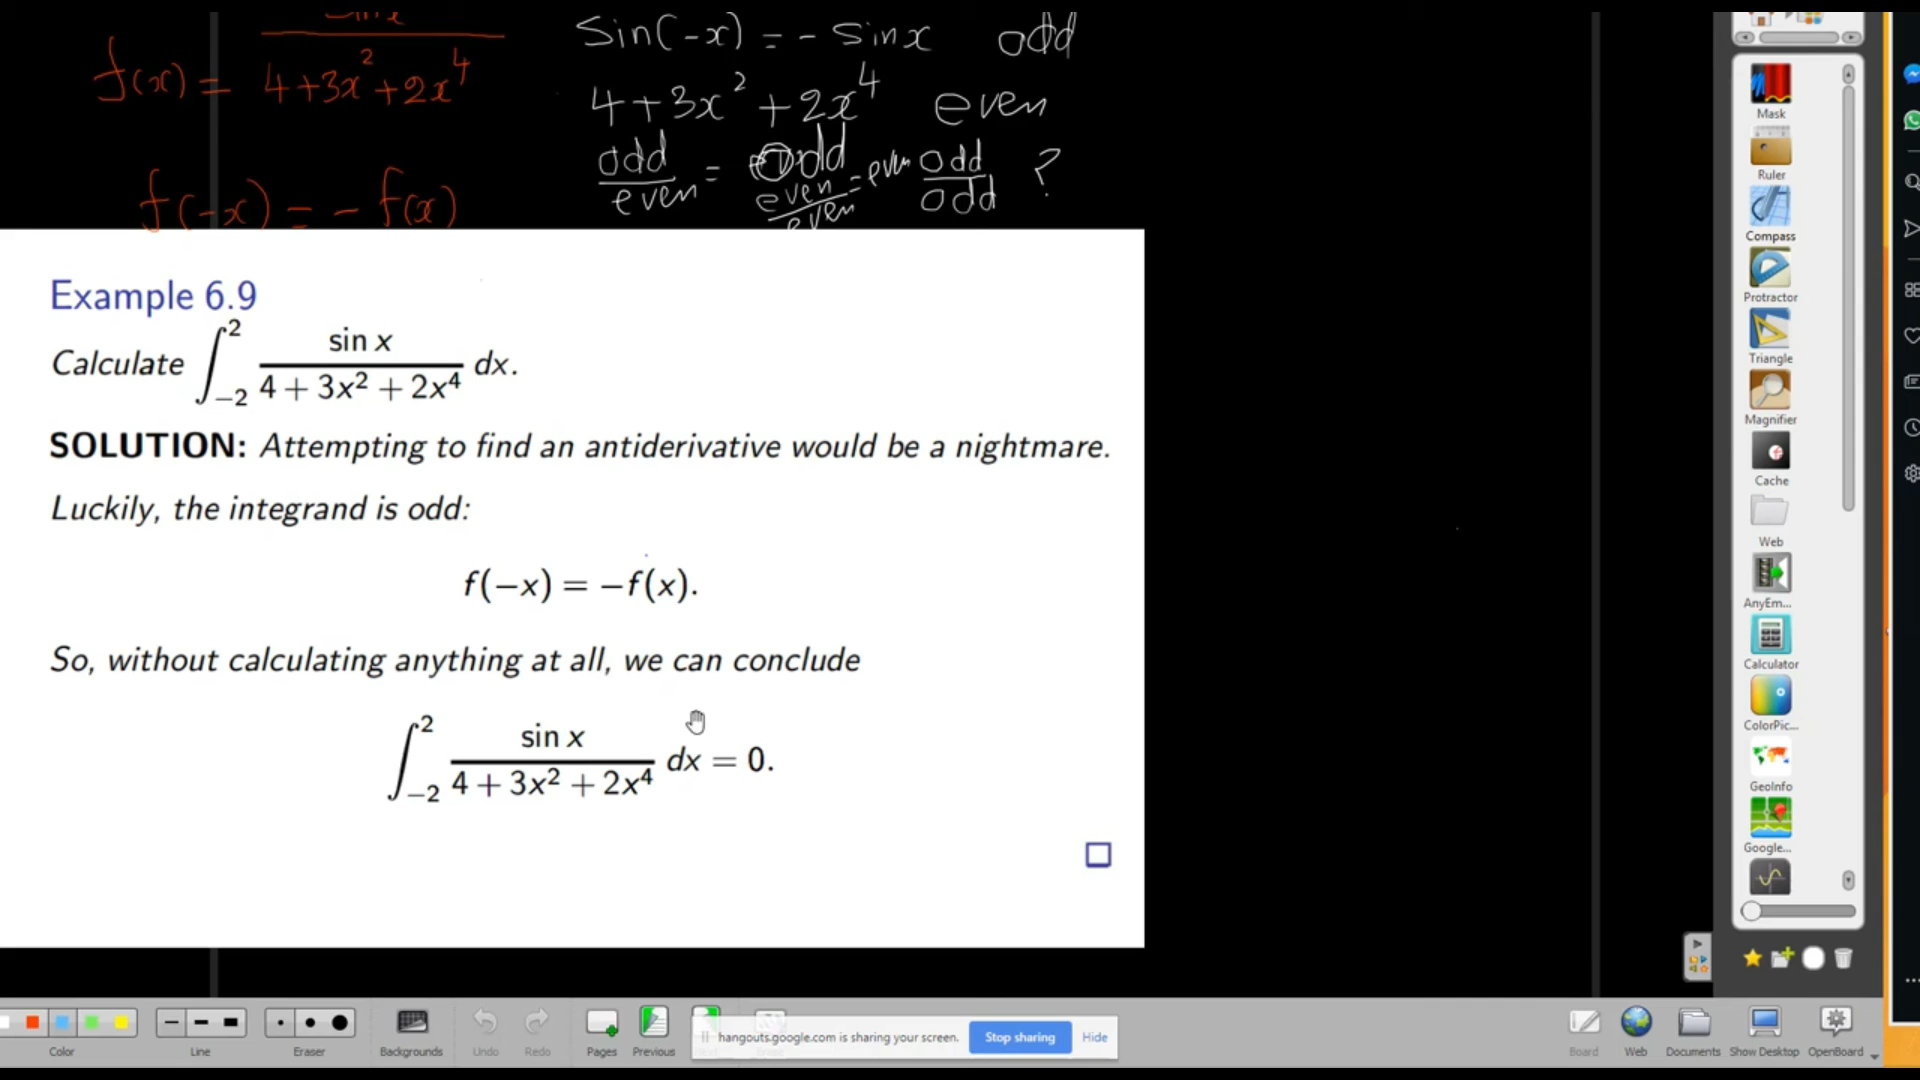 sin x
f(x) = 4+3x² +2x⁴
f(-x) = - f(x)
Sin(-x) = - sinx odd
4+3x² +2x⁴ even
odd/even = odd even/even = even odd/odd ?
Example 6.9
Calculate ∫₋₂² sin x / 4 + 3x² + 2x⁴ dx.
SOLUTION: Attempting to find an antiderivative would be a nightmare.
Luckily, the integrand is odd:
f(−x) = −f(x).
So, without calculating anything at all, we can conclude
∫₋₂² sin x / 4 + 3x² + 2x⁴ dx = 0.
Mask
Ruler
Compass
Protractor
Triangle
Magnifier
Cache
Web
AnyEm...
Calculator
ColorPic...
GeoInfo
Google...
Color
Line
Eraser
Backgrounds
Undo
Redo
Pages
Previous
hangouts.google.com is sharing your screen.
Stop sharing
Hide
Board
Web
Documents
Show Desktop
OpenBoard